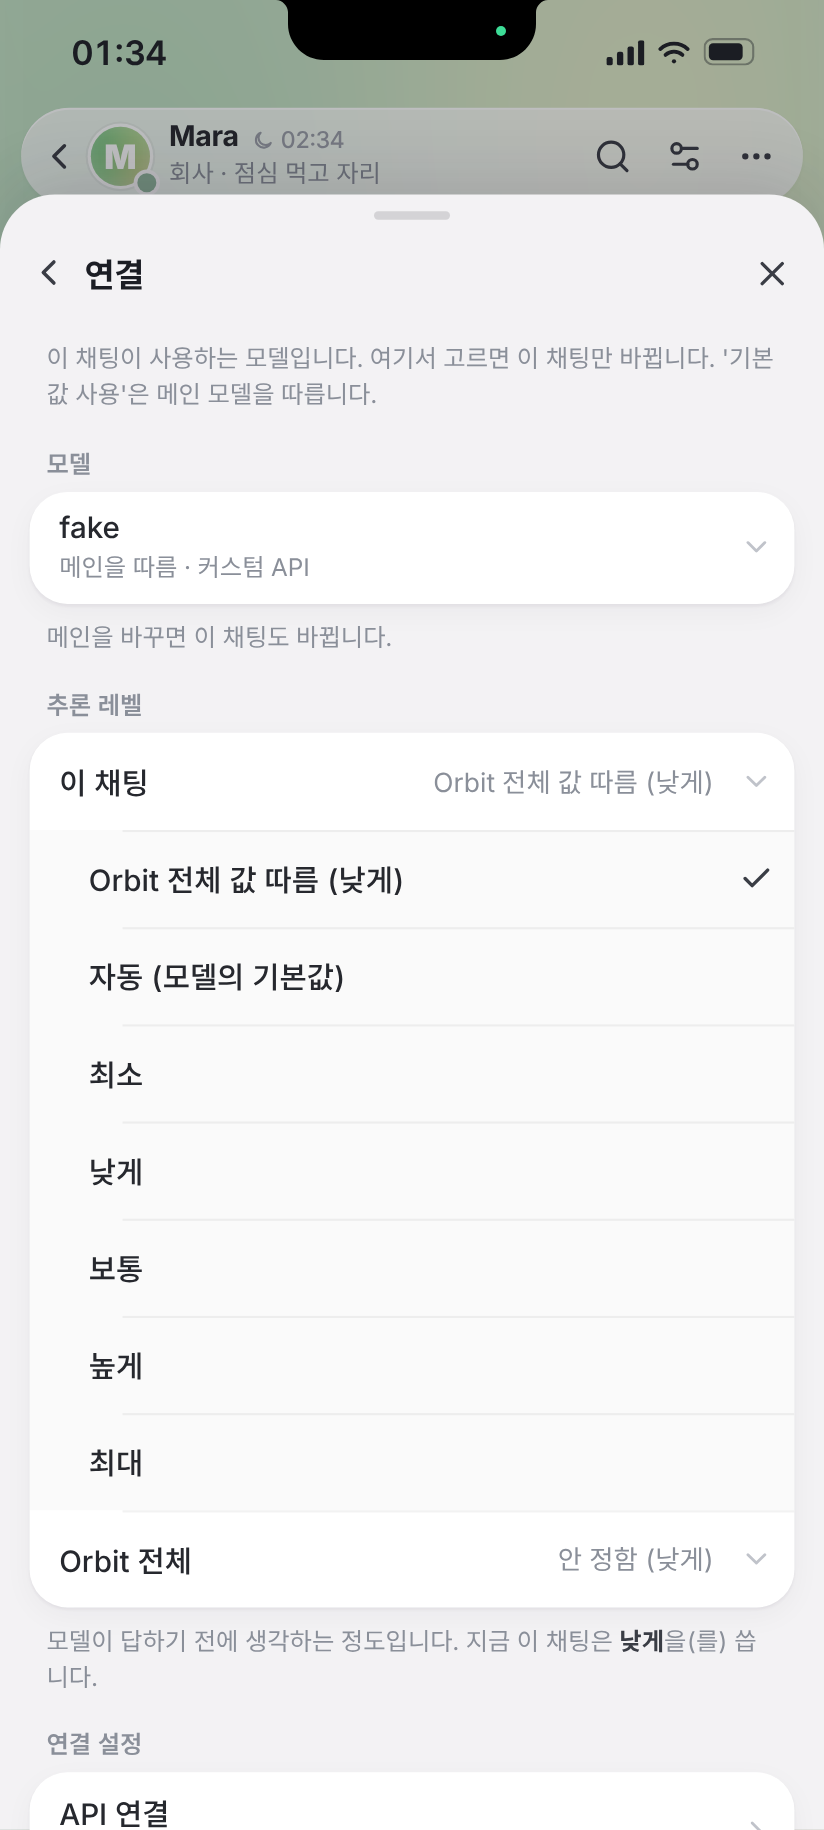 01:34
Mara 02:34
M
회사 · 점심 먹고 자리
연결
이 채팅이 사용하는 모델입니다. 여기서 고르면 이 채팅만 바뀝니다. '기본
값 사용'은 메인 모델을 따릅니다.
모델
fake
메인을 따름 · 커스텀 API
메인을 바꾸면 이 채팅도 바뀝니다.
추론 레벨
이 채팅 Orbit 전체 값 따름 (낮게)
Orbit 전체 값 따름 (낮게)
자동 (모델의 기본값)
최소
낮게
보통
높게
최대
Orbit 전체 안 정함 (낮게)
모델이 답하기 전에 생각하는 정도입니다. 지금 이 채팅은 낮게을(를) 씁
니다.
연결 설정
API 연결